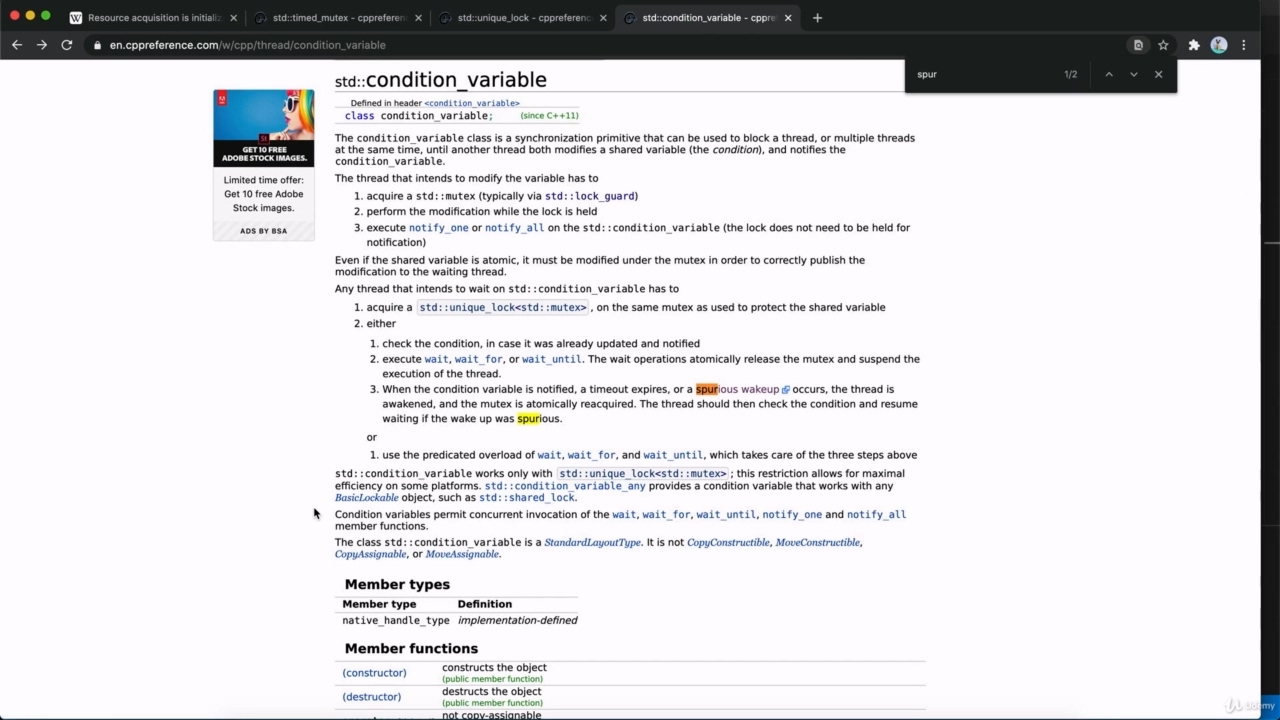 Resource acquisition is initializ
std::timed_mutex - cppreferen
std::unique_lock - cppreferenc
std::condition_variable - cppre
en.cppreference.com/w/cpp/thread/condition_variable
spur 1/2
std::condition_variable
Defined in header <condition_variable>
class condition_variable; (since C++11)
The condition_variable class is a synchronization primitive that can be used to block a thread, or multiple threads
at the same time, until another thread both modifies a shared variable (the condition), and notifies the
condition_variable.
The thread that intends to modify the variable has to
1. acquire a std::mutex (typically via std::lock_guard)
2. perform the modification while the lock is held
3. execute notify_one or notify_all on the std::condition_variable (the lock does not need to be held for
notification)
Even if the shared variable is atomic, it must be modified under the mutex in order to correctly publish the
modification to the waiting thread.
Any thread that intends to wait on std::condition_variable has to
1. acquire a std::unique_lock<std::mutex>, on the same mutex as used to protect the shared variable
2. either
1. check the condition, in case it was already updated and notified
2. execute wait, wait_for, or wait_until. The wait operations atomically release the mutex and suspend the
execution of the thread.
3. When the condition variable is notified, a timeout expires, or a spurious wakeup occurs, the thread is
awakened, and the mutex is atomically reacquired. The thread should then check the condition and resume
waiting if the wake up was spurious.
or
1. use the predicated overload of wait, wait_for, and wait_until, which takes care of the three steps above
std::condition_variable works only with std::unique_lock<std::mutex>; this restriction allows for maximal
efficiency on some platforms. std::condition_variable_any provides a condition variable that works with any
BasicLockable object, such as std::shared_lock.
Condition variables permit concurrent invocation of the wait, wait_for, wait_until, notify_one and notify_all
member functions.
The class std::condition_variable is a StandardLayoutType. It is not CopyConstructible, MoveConstructible,
CopyAssignable, or MoveAssignable.
Member types
Member type Definition
native_handle_type implementation-defined
Member functions
(constructor) constructs the object
(public member function)
(destructor) destructs the object
(public member function)
not copy-assignable
GET 10 FREE
ADOBE STOCK IMAGES.
Limited time offer:
Get 10 free Adobe
Stock images.
ADS BY BSA
Udemy